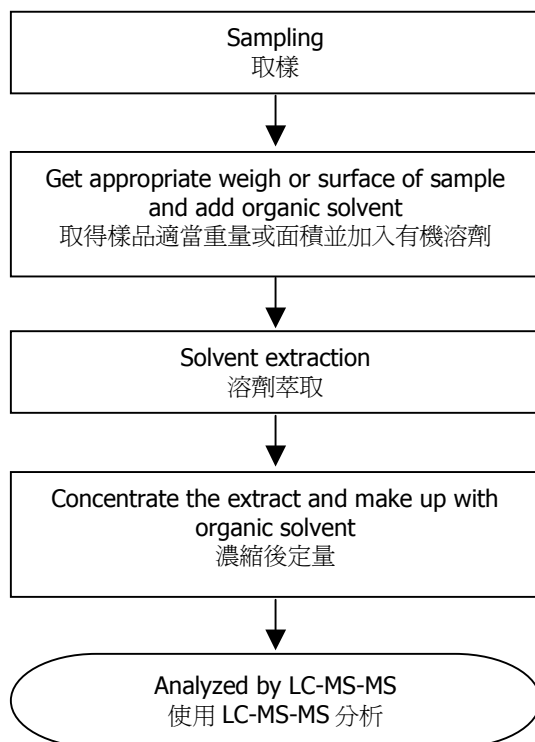 Sampling
取樣
Get appropriate weigh or surface of sample
and add organic solvent
取得樣品適當重量或面積並加入有機溶劑
Solvent extraction
溶劑萃取
Concentrate the extract and make up with
organic solvent
濃縮後定量
Analyzed by LC-MS-MS
使用 LC-MS-MS 分析